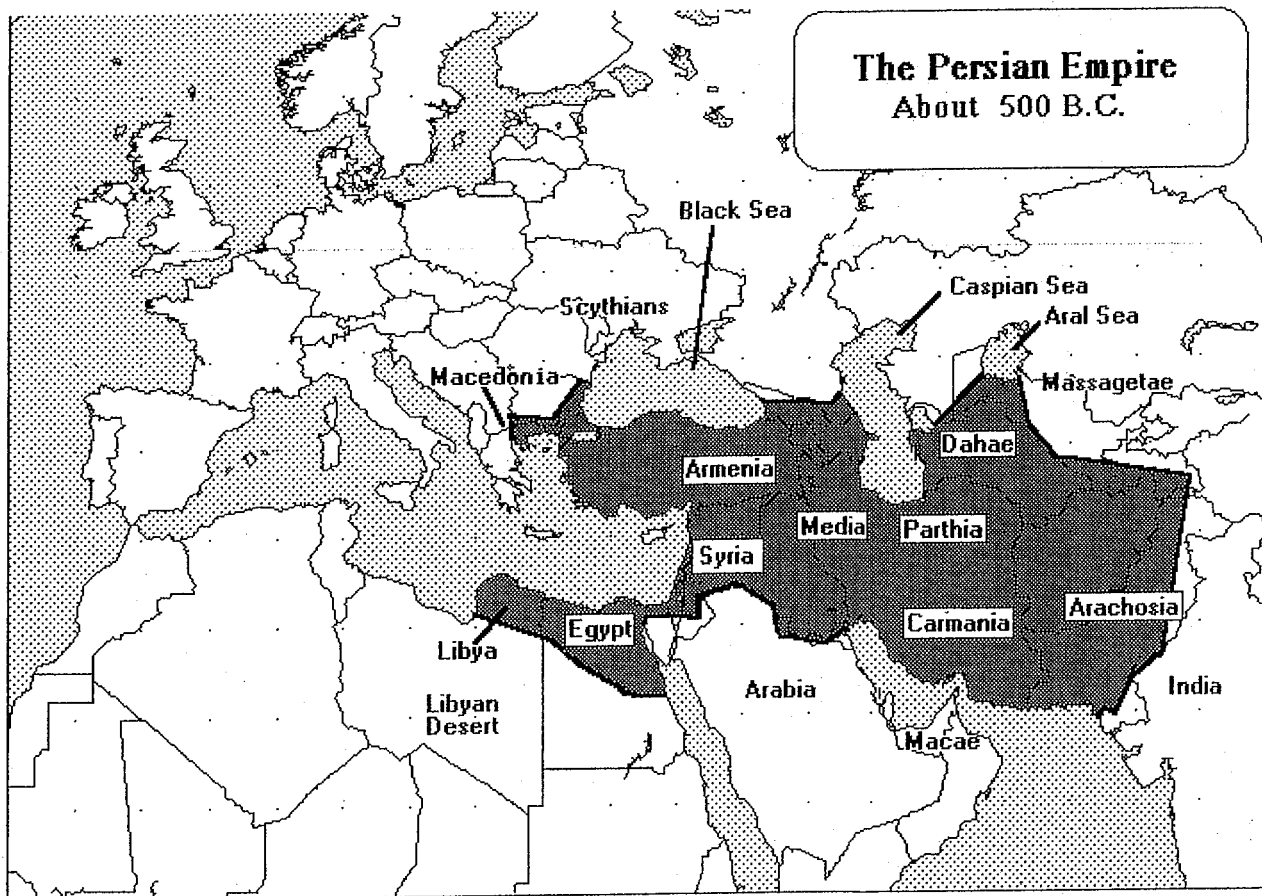 The Persian Empire
About 500 B.C.
Black Sea
Caspian Sea
Scythians
Aral Sea
Macedonia
Massagetae
Dahae
Armenia
Media
Parthia
Syria
Arachosia
Carmania
Egypt
Libya
Arabia
India
Libyan
Desert
Macae